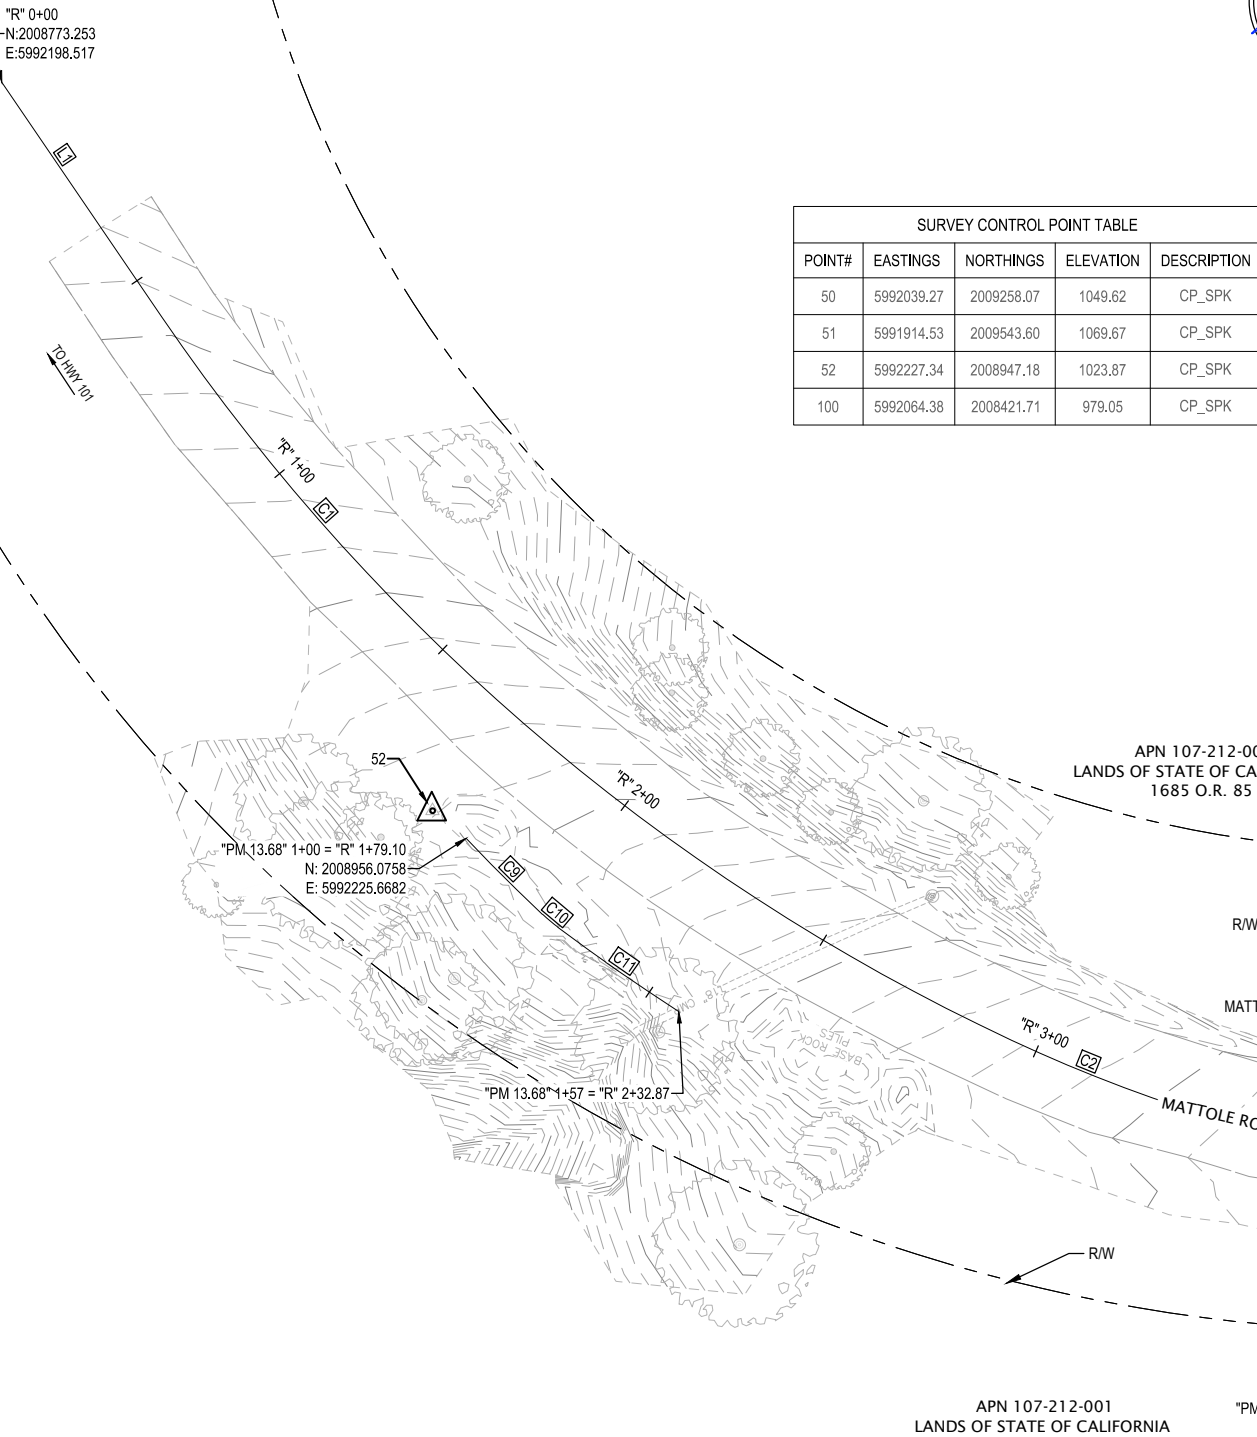 "R" 0+00
N:2008773.253
E:5992198.517
L1
SURVEY CONTROL POINT TABLE
POINT# EASTINGS NORTHINGS ELEVATION DESCRIPTION
50 5992039.27 2009258.07 1049.62 CP_SPK
51 5991914.53 2009543.60 1069.67 CP_SPK
52 5992227.34 2008947.18 1023.87 CP_SPK
100 5992064.38 2008421.71 979.05 CP_SPK
TO HWY 101
"R" 1+00
C1
52
"R" 2+00
APN 107-212-00
LANDS OF STATE OF CA
1685 O.R. 85
"PM 13.68" 1+00 = "R" 1+79.10
N: 2008956.0758
E: 5992225.6682
C9
C10
C11
R/W
MATT
BASE ROCK
PILES
"R" 3+00
C2
"PM 13.68" 1+57 = "R" 2+32.87
MATTOLE RO
R/W
APN 107-212-001
LANDS OF STATE OF CALIFORNIA
"PM